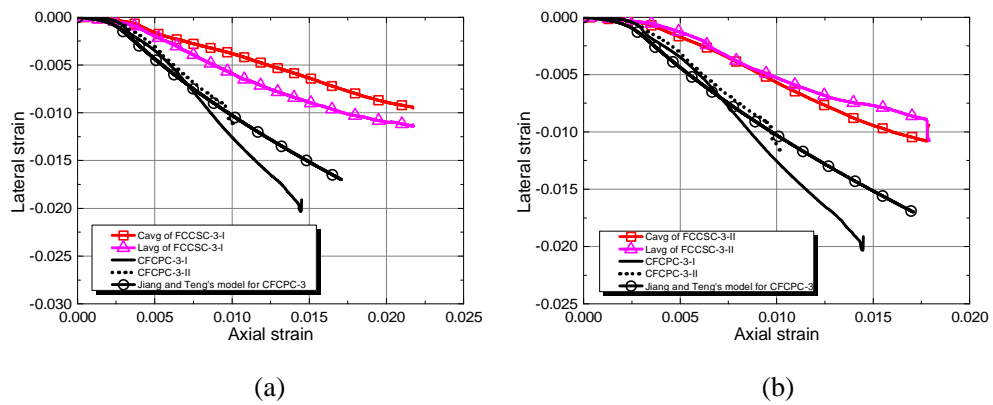 0.000
-0.005
-0.010
-0.015
-0.020
-0.025
-0.030
Lateral strain
0.000 0.005 0.010 0.015 0.020 0.025
Axial strain
Cavg of FCCSC-3-I
Lavg of FCCSC-3-I
CFCPC-3-I
CFCPC-3-II
Jiang and Teng's model for CFCPC-3
(a)
0.000
-0.005
-0.010
-0.015
-0.020
-0.025
Lateral strain
0.000 0.005 0.010 0.015 0.020
Axial strain
Cavg of FCCSC-3-II
Lavg of FCCSC-3-II
CFCPC-3-I
CFCPC-3-II
Jiang and Teng's model for CFCPC-3
(b)